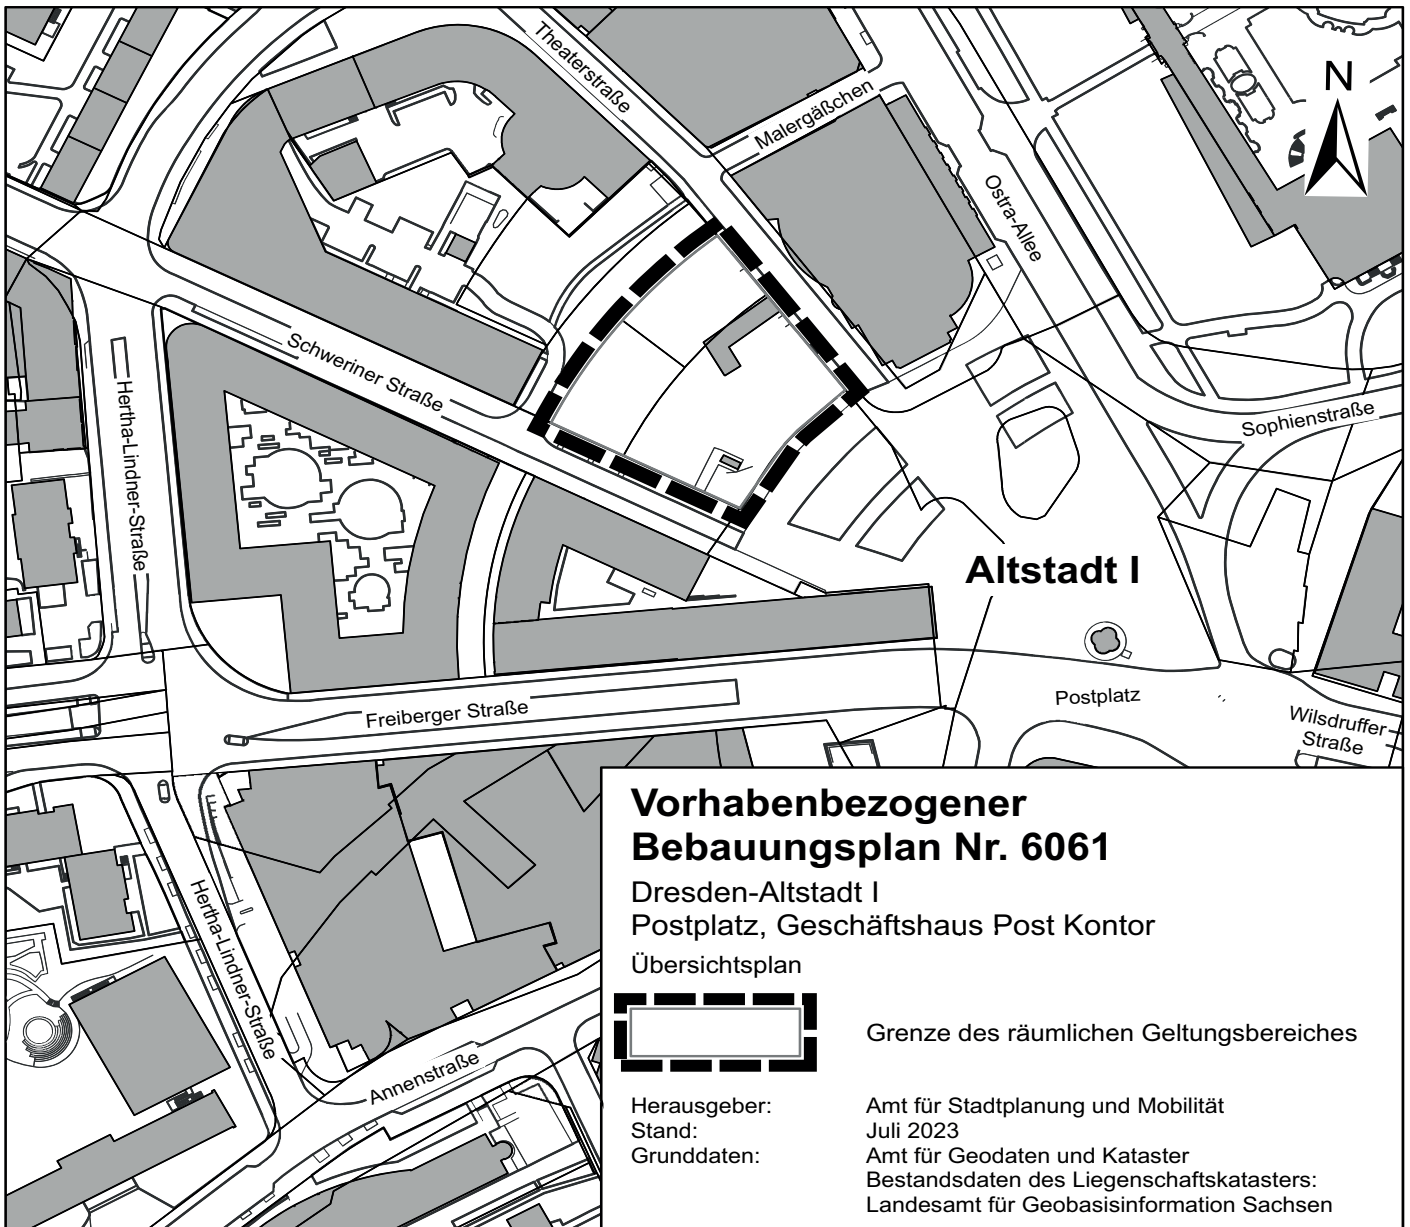 Theaterstraße
Malergäßchen
N
Ostra-Allee
Schweriner Straße
Hertha-Lindner-Straße
Sophienstraße
Altstadt I
Postplatz
Freiberger Straße
Wilsdruffer
Straße
Hertha-Lindner-Straße
Annenstraße
Vorhabenbezogener
Bebauungsplan Nr. 6061
Dresden-Altstadt I
Postplatz, Geschäftshaus Post Kontor
Übersichtsplan
Grenze des räumlichen Geltungsbereiches
Herausgeber: Amt für Stadtplanung und Mobilität
Stand: Juli 2023
Grunddaten: Amt für Geodaten und Kataster
Bestandsdaten des Liegenschaftskatasters:
Landesamt für Geobasisinformation Sachsen